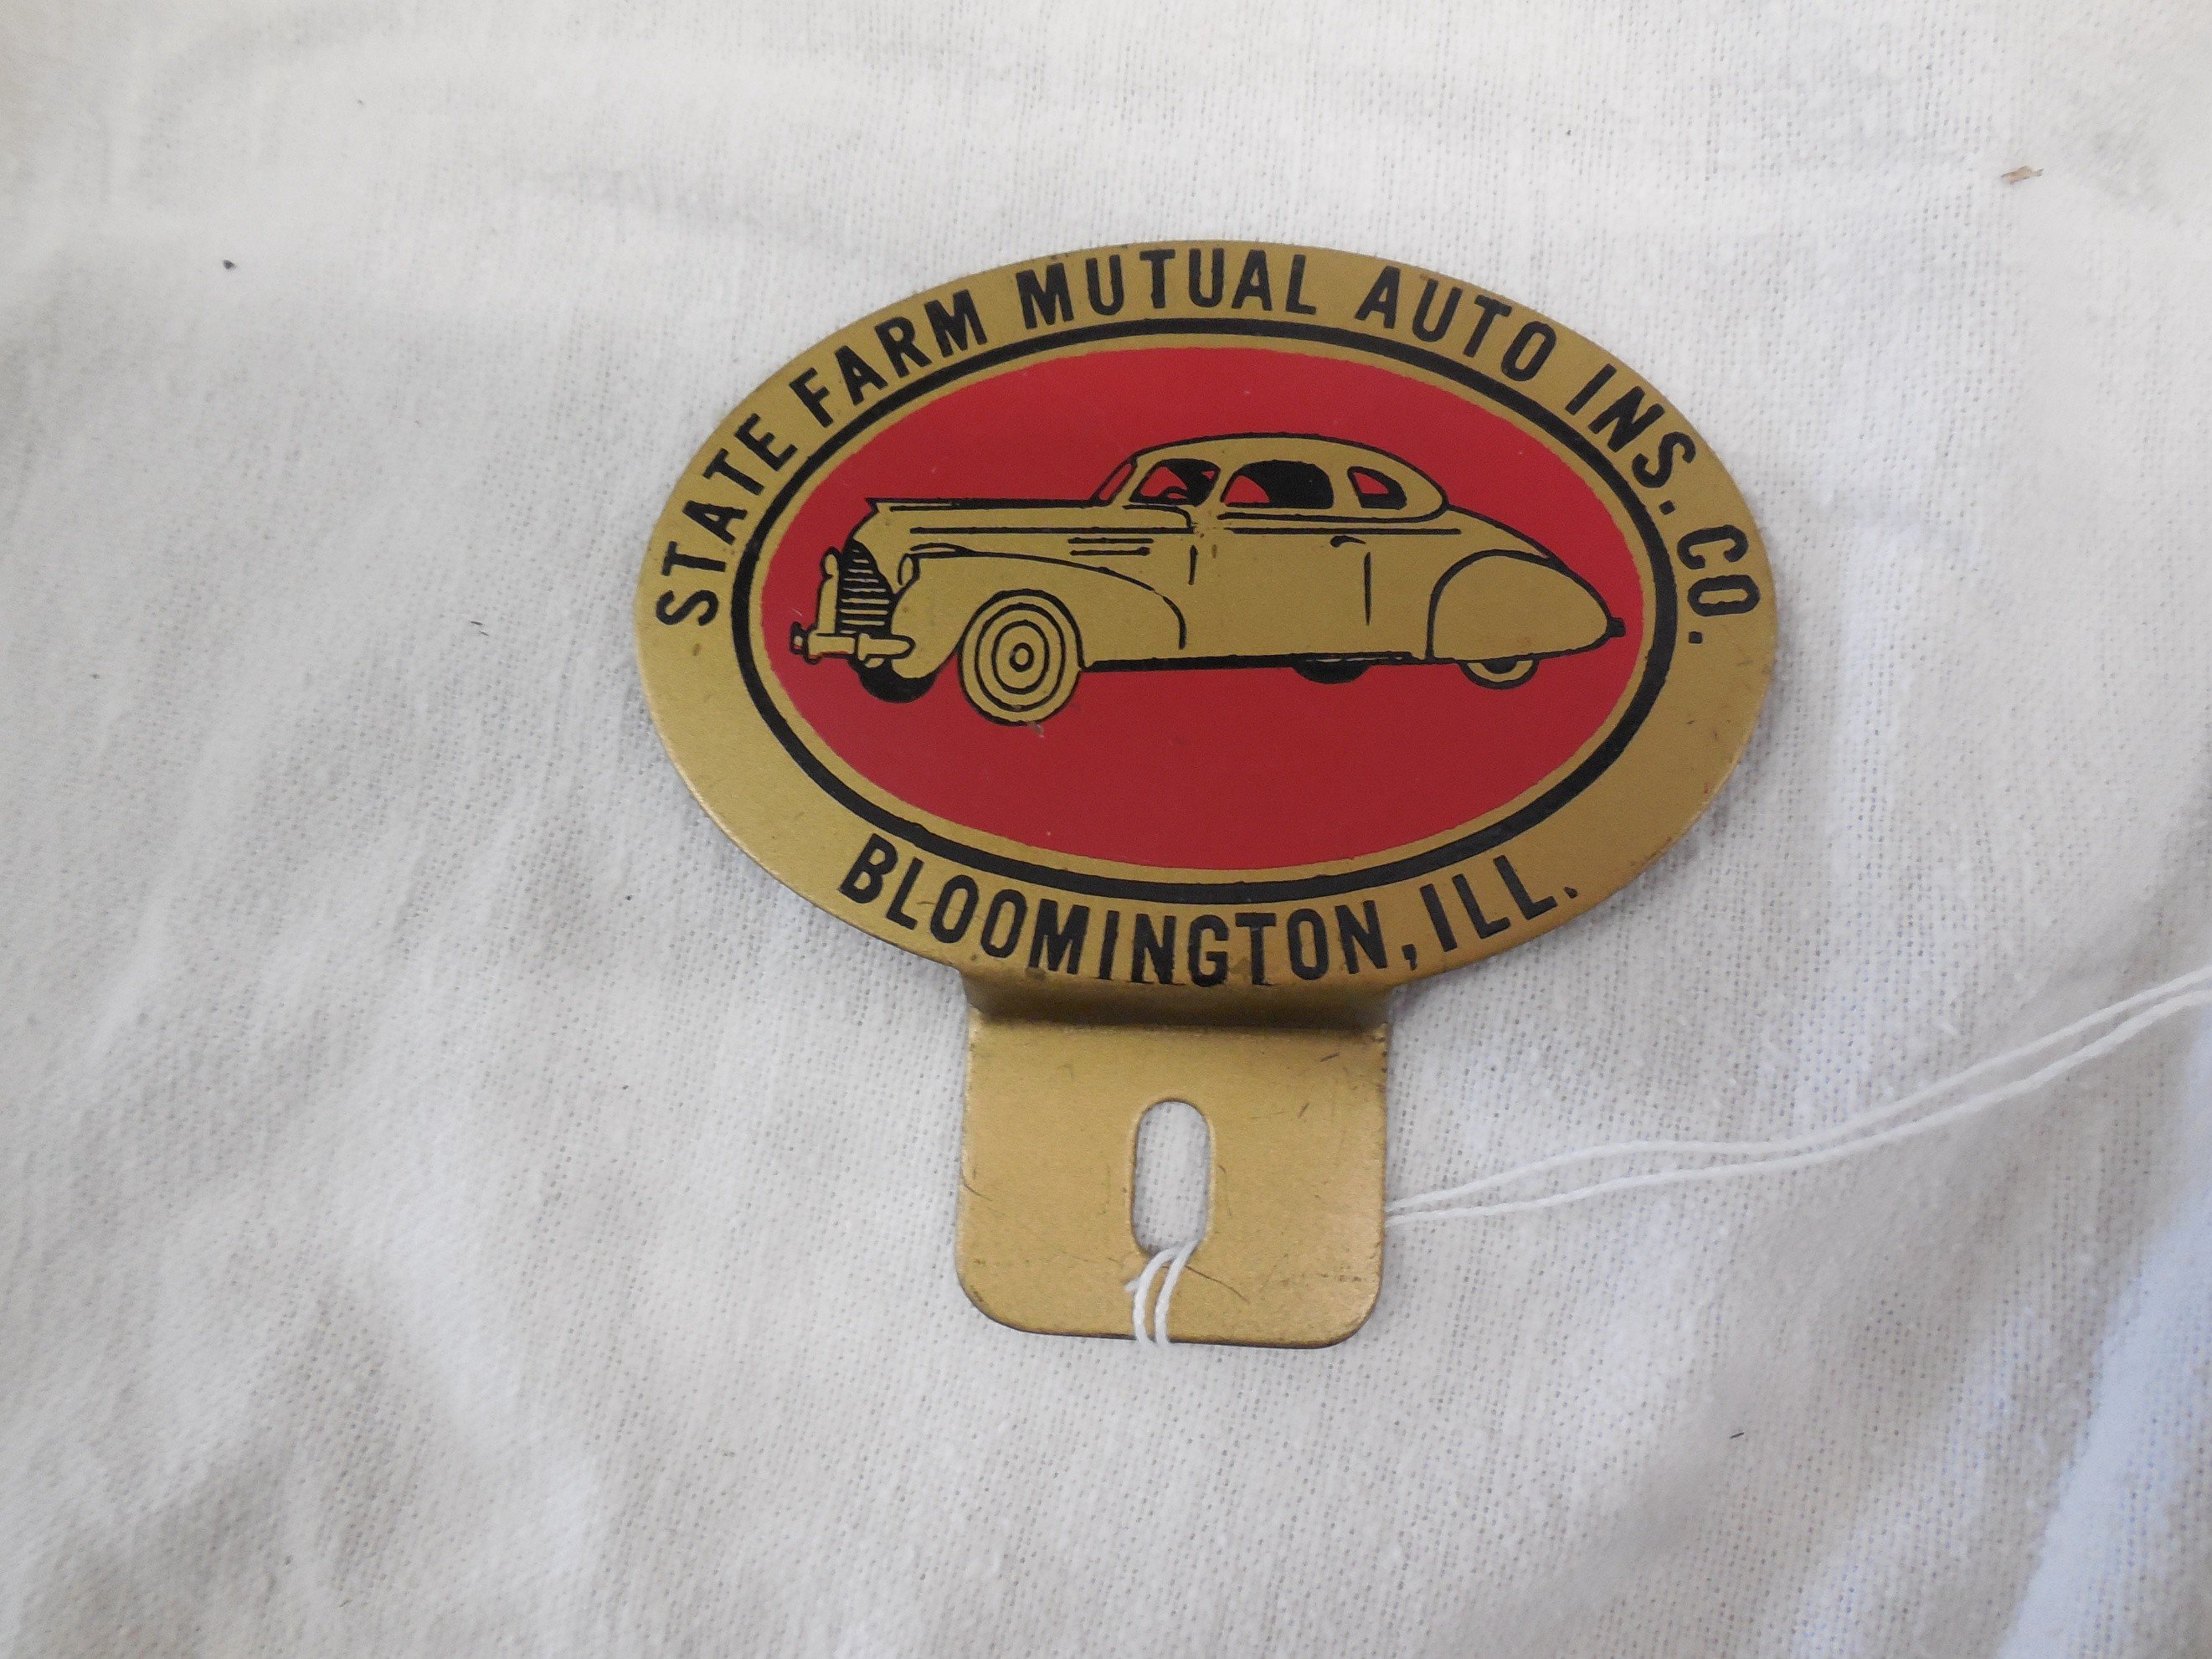 STATE FARM MUTUAL AUTO INS. CO.
BLOOMINGTON, ILL.